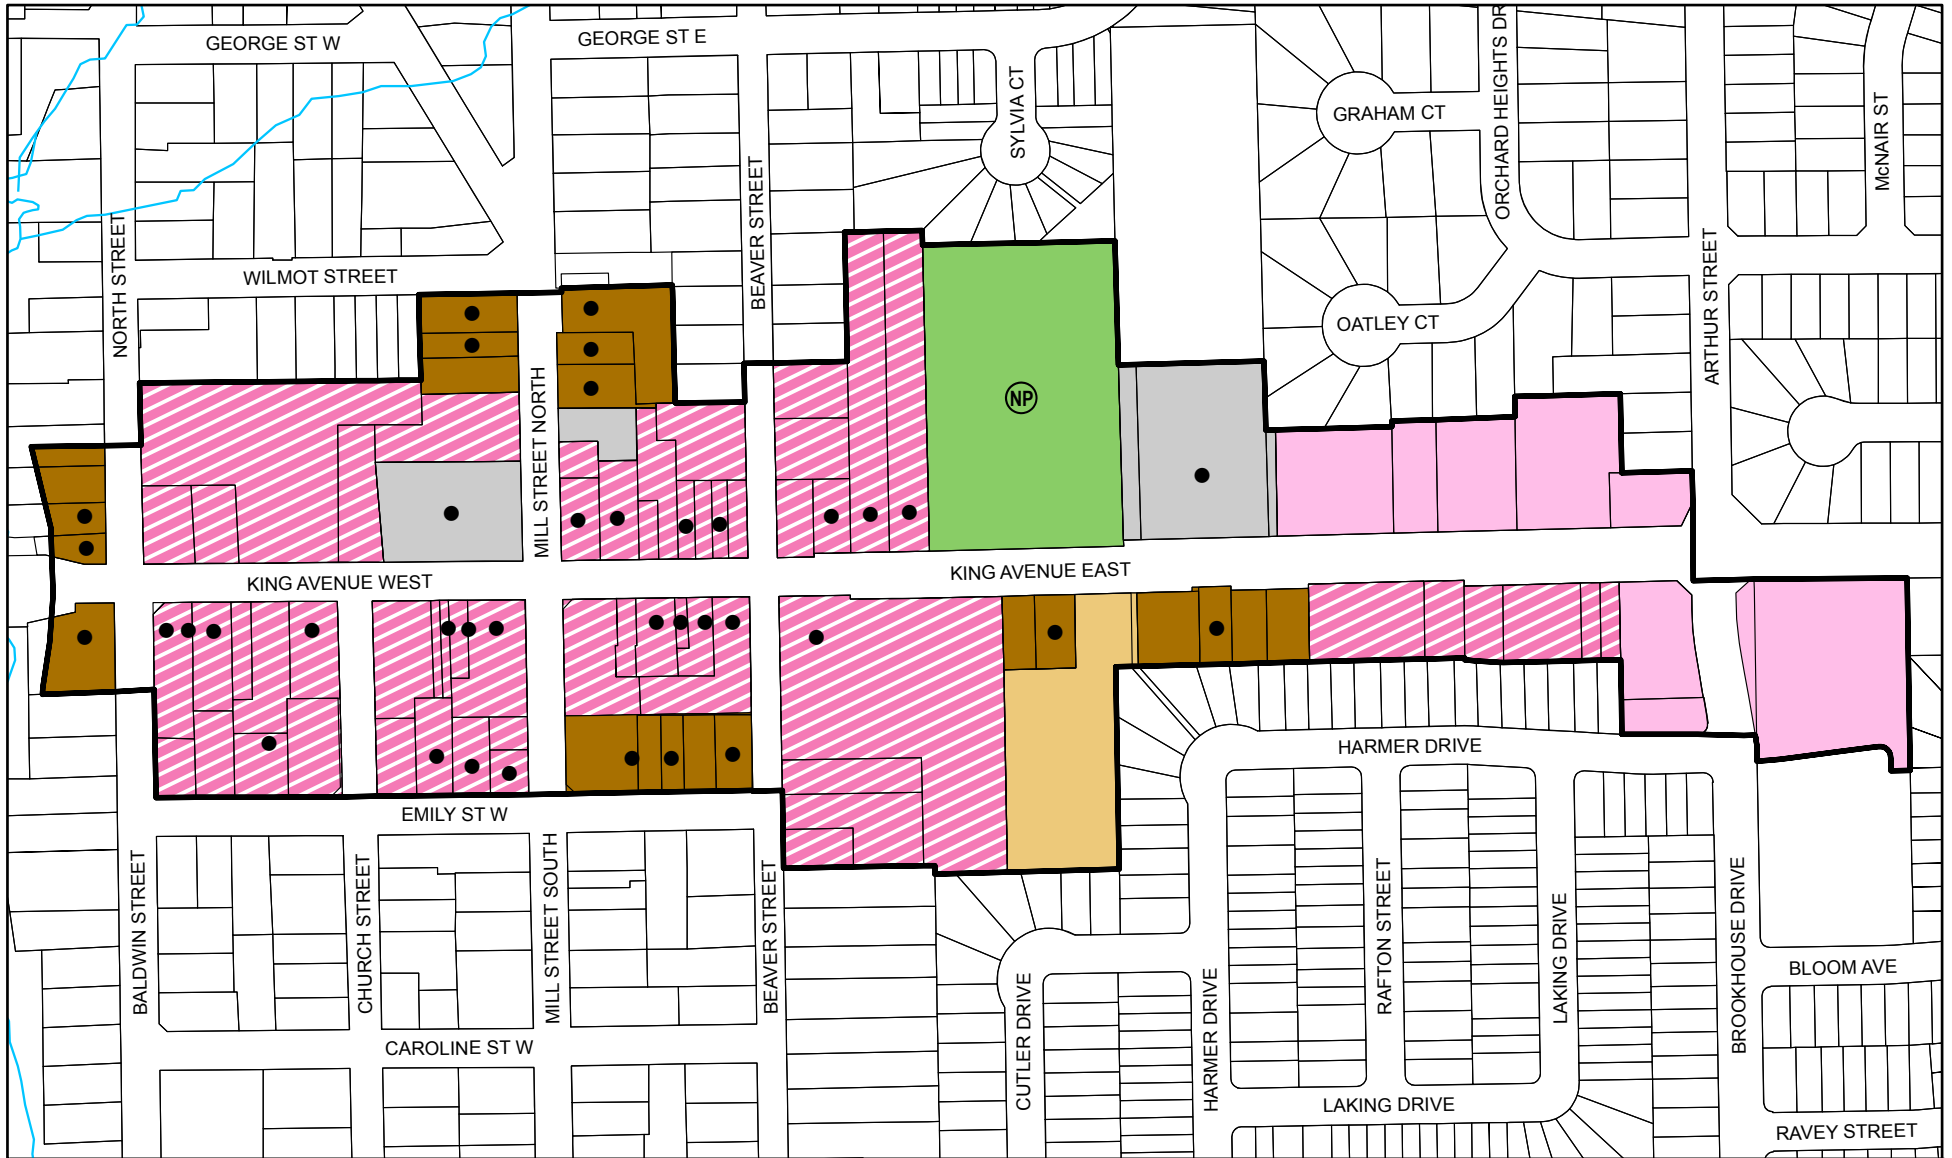 GEORGE ST W
GEORGE ST E
SYLVIA CT
GRAHAM CT
ORCHARD HEIGHTS DR
McNAIR ST
BEAVER STREET
NORTH STREET
WILMOT STREET
OATLEY CT
ARTHUR STREET
NP
MILL STREET NORTH
KING AVENUE WEST
KING AVENUE EAST
HARMER DRIVE
EMILY ST W
BALDWIN STREET
CHURCH STREET
MILL STREET SOUTH
BEAVER STREET
CUTLER DRIVE
HARMER DRIVE
RAFTON STREET
LAKING DRIVE
BROOKHOUSE DRIVE
BLOOM AVE
CAROLINE ST W
LAKING DRIVE
RAVEY STREET